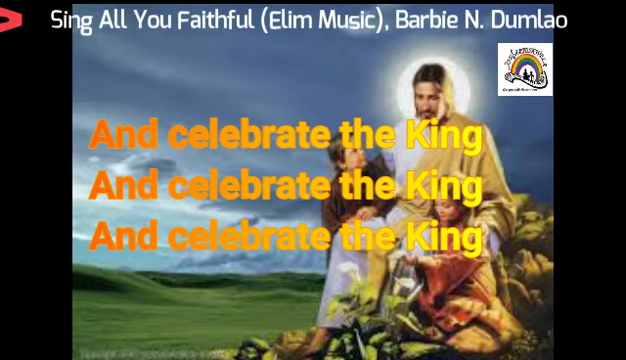 Sing All You Faithful (Elim Music), Barbie N. Dumlao
And celebrate the King
And celebrate the King
And celebrate the King